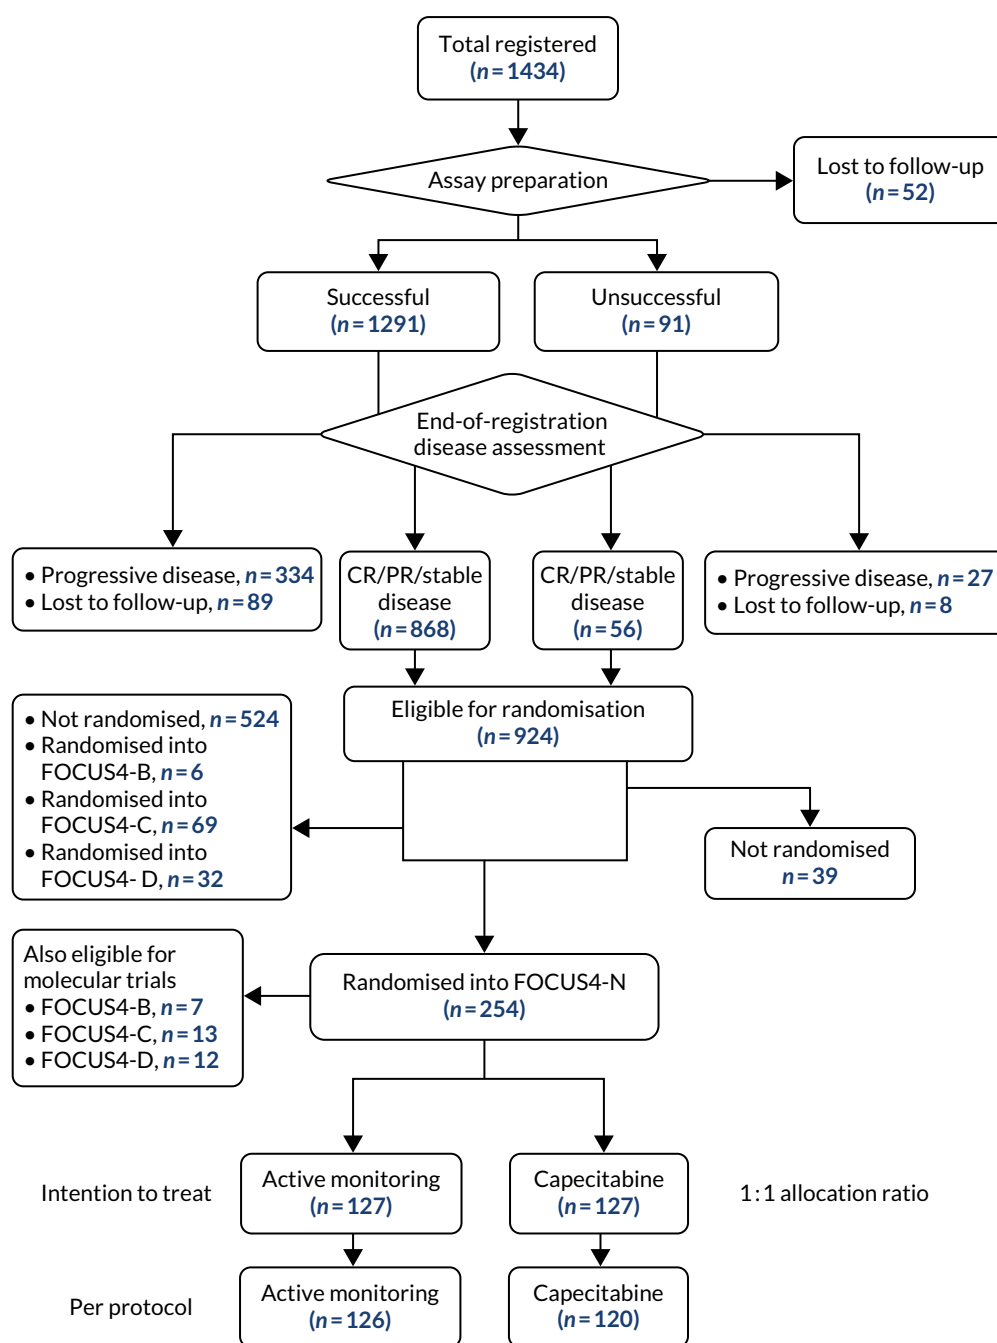 Total registered
(n=1434)
Assay preparation
Lost to follow-up
(n=52)
Successful
(n=1291)
Unsuccessful
(n=91)
End-of-registration
disease assessment
• Progressive disease, n=334
• Lost to follow-up, n=89
CR/PR/stable
disease
(n=868)
CR/PR/stable
disease
(n=56)
• Progressive disease, n=27
• Lost to follow-up, n=8
Eligible for randomisation
(n=924)
• Not randomised, n=524
• Randomised into
FOCUS4-B, n=6
• Randomised into
FOCUS4-C, n=69
• Randomised into
FOCUS4- D, n=32
Not randomised
n=39
Also eligible for
molecular trials
• FOCUS4-B, n=7
• FOCUS4-C, n=13
• FOCUS4-D, n=12
Randomised into FOCUS4-N
(n=254)
Intention to treat
Active monitoring
(n=127)
Capecitabine
(n=127)
1:1 allocation ratio
Per protocol
Active monitoring
(n=126)
Capecitabine
(n=120)